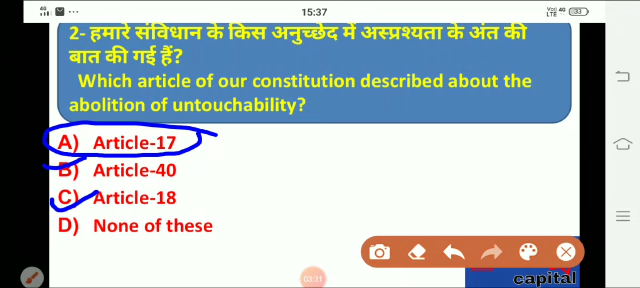 15:37
2- हमारे संविधान के किस अनुच्छेद में अस्प्रश्यता के अंत की
बात की गई हैं?
Which article of our constitution described about the
abolition of untouchability?
A) Article-17
B) Article-40
C) Article-18
D) None of these
03:21
capital